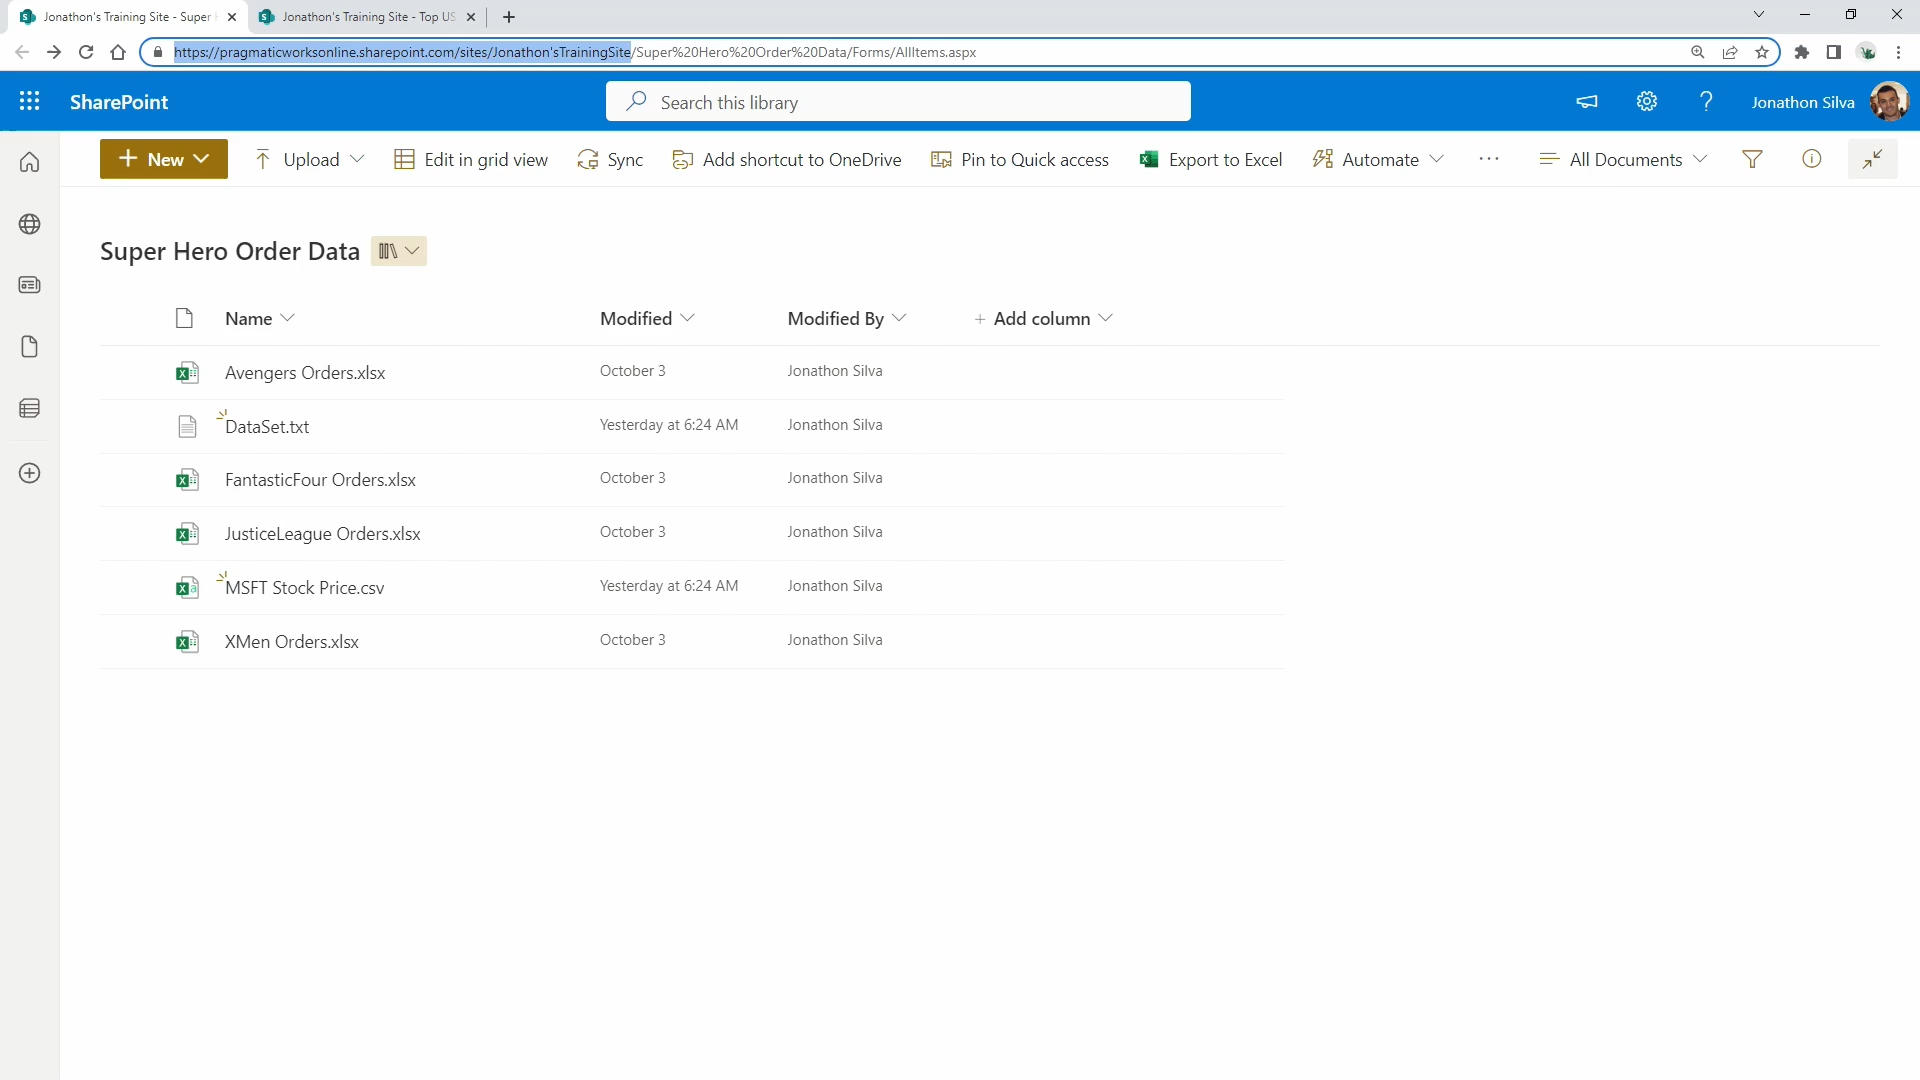 Jonathon's Training Site - Super
Jonathon's Training Site - Top US
https://pragmaticworksonline.sharepoint.com/sites/Jonathon'sTrainingSite/Super%20Hero%20Order%20Data/Forms/AllItems.aspx
SharePoint
Search this library
Jonathon Silva
New
Upload
Edit in grid view
Sync
Add shortcut to OneDrive
Pin to Quick access
Export to Excel
Automate
All Documents
Super Hero Order Data
Name Modified Modified By + Add column
Avengers Orders.xlsx October 3 Jonathon Silva
DataSet.txt Yesterday at 6:24 AM Jonathon Silva
FantasticFour Orders.xlsx October 3 Jonathon Silva
JusticeLeague Orders.xlsx October 3 Jonathon Silva
MSFT Stock Price.csv Yesterday at 6:24 AM Jonathon Silva
XMen Orders.xlsx October 3 Jonathon Silva